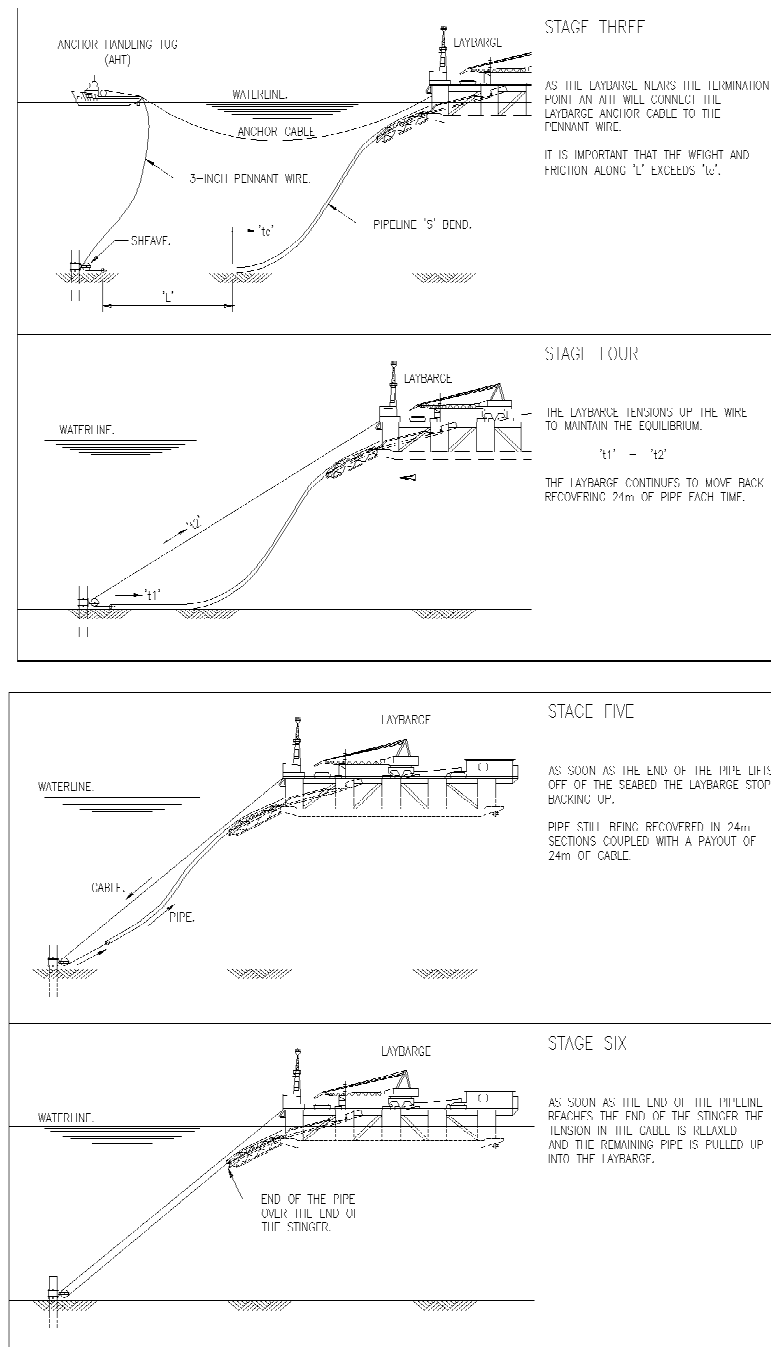 STAGE THREE
ANCHOR HANDLING TUG
(AHT)
LAYBARGE
WATERLINE.
ANCHOR CABLE
3-INCH PENNANT WIRE.
'tc'
PIPELINE 'S' BEND.
SHEAVE.
'L'
AS THE LAYBARGE NEARS THE TERMINATION
POINT AN AHT WILL CONNECT THE
LAYBARGE ANCHOR CABLE TO THE
PENNANT WIRE.
IT IS IMPORTANT THAT THE WEIGHT AND
FRICTION ALONG 'L' EXCEEDS 'tc'.
STAGE FOUR
LAYBARGE
WATERLINE.
't2'
't1'
THE LAYBARGE TENSIONS UP THE WIRE
TO MAINTAIN THE EQUILIBRIUM.
't1' – 't2'
THE LAYBARGE CONTINUES TO MOVE BACK
RECOVERING 24m OF PIPE EACH TIME.
STAGE FIVE
LAYBARGE
WATERLINE.
CABLE.
PIPE.
AS SOON AS THE END OF THE PIPE LIFTS
OFF OF THE SEABED THE LAYBARGE STOP
BACKING UP.
PIPE STILL BEING RECOVERED IN 24m
SECTIONS COUPLED WITH A PAYOUT OF
24m OF CABLE.
STAGE SIX
LAYBARGE
WATERLINE.
END OF THE PIPE
OVER THE END OF
THE STINGER.
AS SOON AS THE END OF THE PIPELINE
REACHES THE END OF THE STINGER THE
TENSION IN THE CABLE IS RELAXED
AND THE REMAINING PIPE IS PULLED UP
INTO THE LAYBARGE.